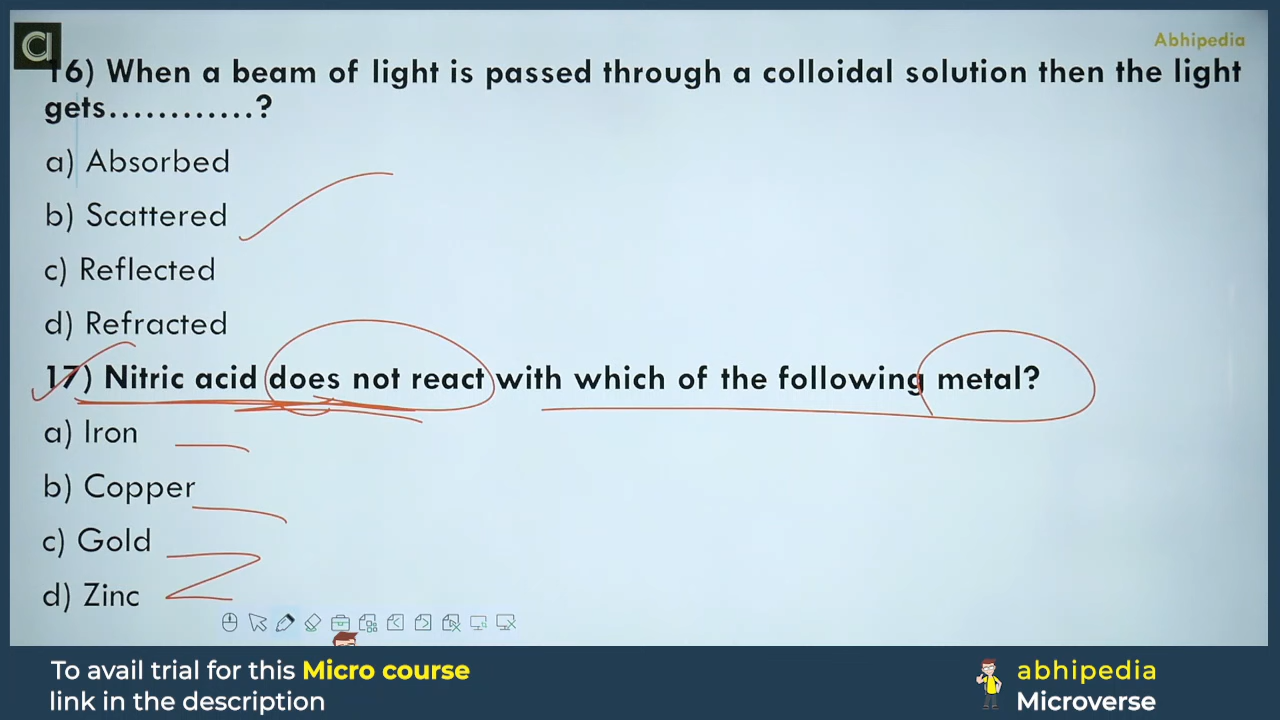 Abhipedia
16) When a beam of light is passed through a colloidal solution then the light
gets............?
a) Absorbed
b) Scattered
c) Reflected
d) Refracted
17) Nitric acid does not react with which of the following metal?
a) Iron
b) Copper
c) Gold
d) Zinc
To avail trial for this Micro course
link in the description
abhipedia
Microverse